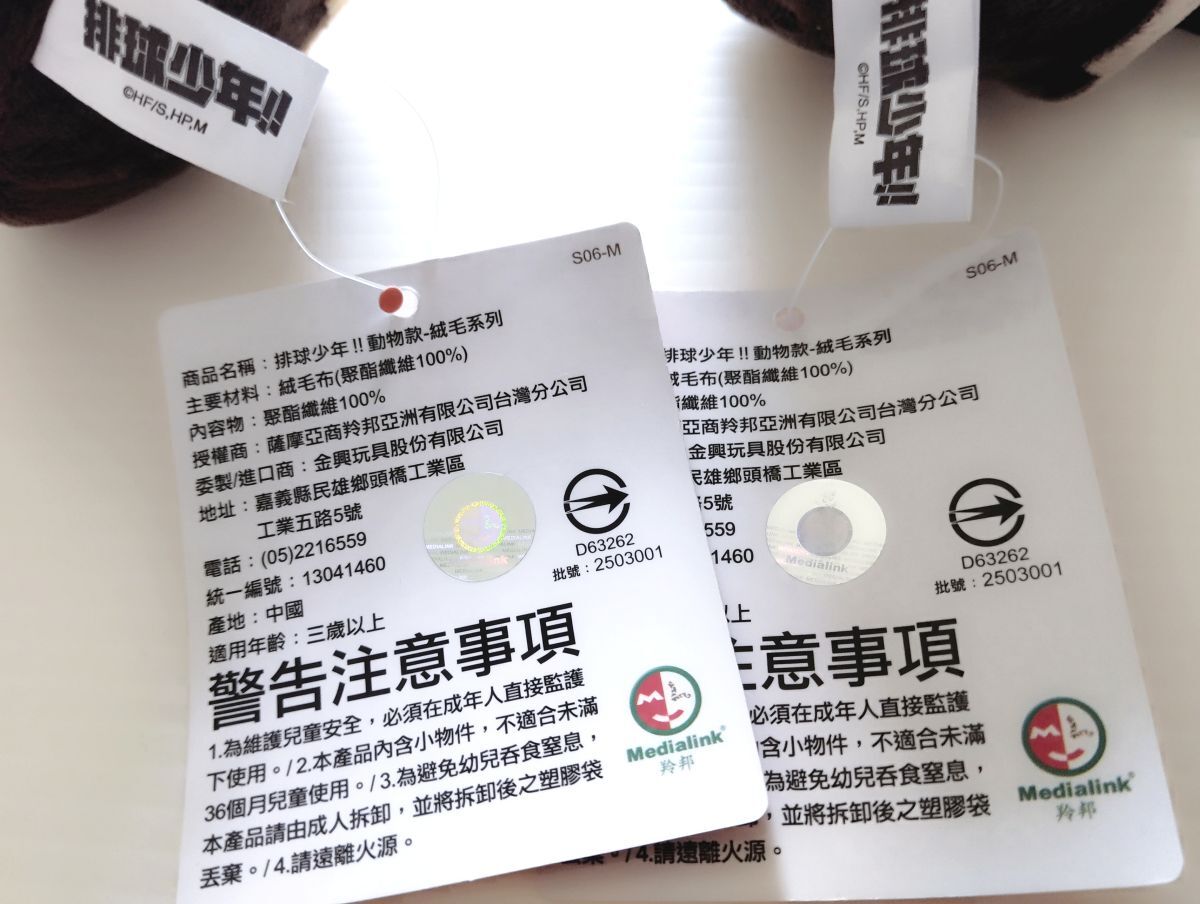 排球少年!!
©HF/S,HP,M
排球少年!!
©HF/S,HP,M
S06-M
商品名稱：排球少年!!動物款-絨毛系列
主要材料：絨毛布(聚酯纖維100%)
內容物：聚酯纖維100%
授權商：薩摩亞商羚邦亞洲有限公司台灣分公司
委製/進口商：金興玩具股份有限公司
地址：嘉義縣民雄鄉頭橋工業區
工業五路5號
電話：(05)2216559
統一編號：13041460
產地：中國
適用年齡：三歲以上
D63262
批號：2503001
警告注意事項
1.為維護兒童安全，必須在成年人直接監護
下使用。/2.本產品內含小物件，不適合未滿
36個月兒童使用。/3.為避免幼兒吞食窒息，
本產品請由成人拆卸，並將拆卸後之塑膠袋
丟棄。/4.請遠離火源。
Medialink
羚邦
S06-M
排球少年!!動物款-絨毛系列
絨毛布(聚酯纖維100%)
纖維100%
亞商羚邦亞洲有限公司台灣分公司
金興玩具股份有限公司
民雄鄉頭橋工業區
5號
559
1460
以上
Medialink
D63262
批號：2503001
注意事項
必須在成年人直接監護
含小物件，不適合未滿
為避免幼兒吞食窒息，
，並將拆卸後之塑膠袋
丟棄。/4.請遠離火源。
Medialink
羚邦